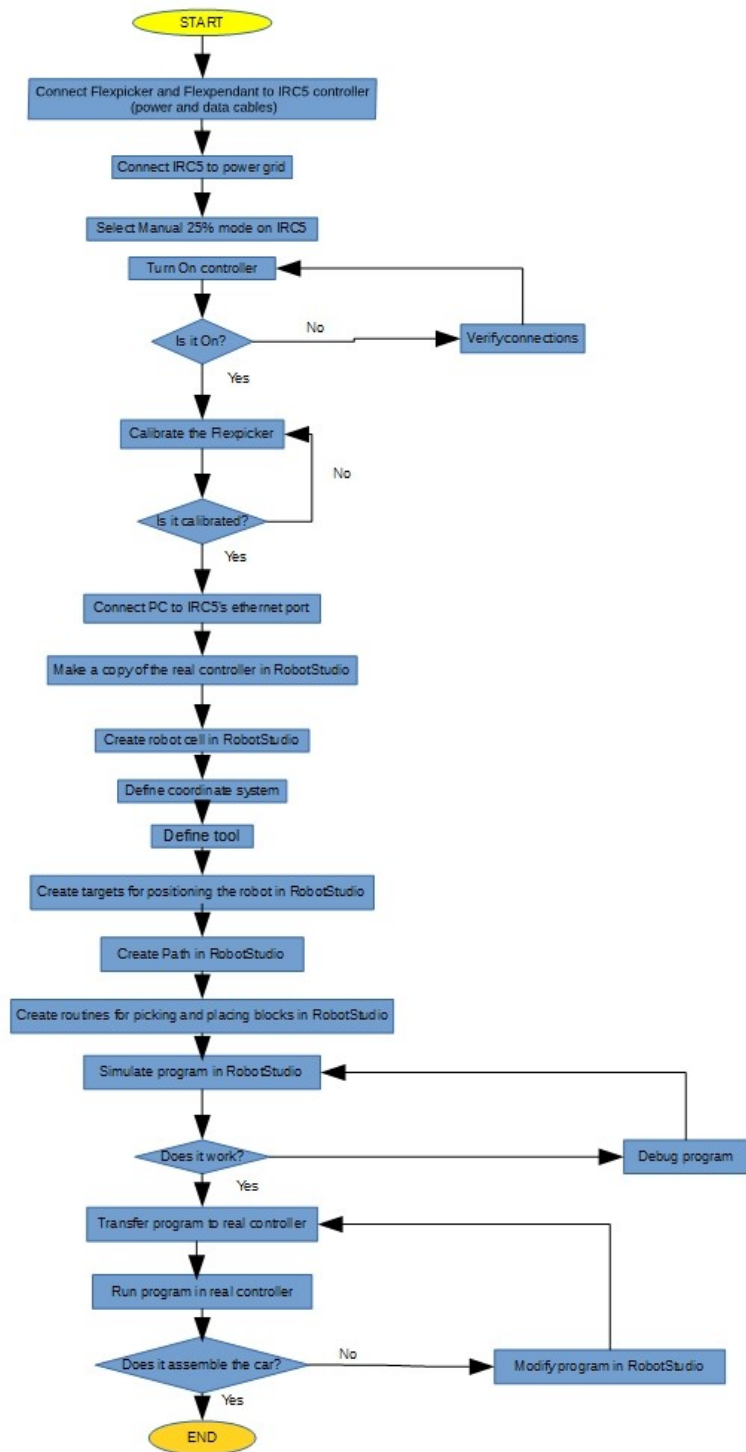 START
Connect Flexpicker and Flexpendant to IRC5 controller
(power and data cables)
Connect IRC5 to power grid
Select Manual 25% mode on IRC5
Turn On controller
Is it On?
No
Verify connections
Yes
Calibrate the Flexpicker
No
Is it calibrated?
Yes
Connect PC to IRC5's ethernet port
Make a copy of the real controller in RobotStudio
Create robot cell in RobotStudio
Define coordinate system
Define tool
Create targets for positioning the robot in RobotStudio
Create Path in RobotStudio
Create routines for picking and placing blocks in RobotStudio
Simulate program in RobotStudio
Does it work?
Debug program
Yes
Transfer program to real controller
Run program in real controller
Does it assemble the car?
No
Modify program in RobotStudio
Yes
END